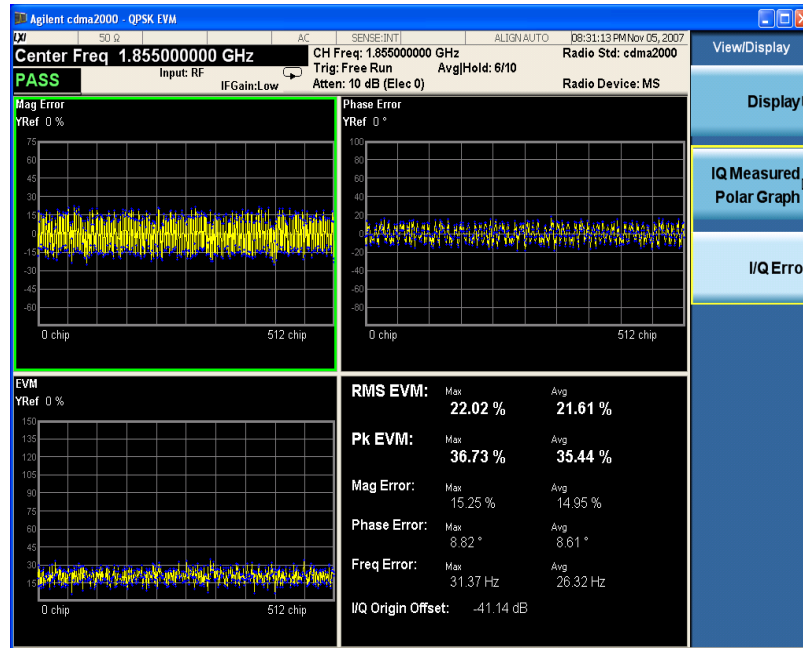 Agilent cdma2000 - QPSK EVM
LXI 50 Ω AC SENSE:INT ALIGN AUTO 08:31:13 PM Nov 05, 2007
Center Freq 1.855000000 GHz
CH Freq: 1.855000000 GHz
Radio Std: cdma2000
PASS
Input: RF
IFGain:Low
Trig: Free Run Avg|Hold: 6/10
Atten: 10 dB (Elec 0)
Radio Device: MS
View/Display
Display
IQ Measured
Polar Graph
I/Q Erro
Mag Error
YRef 0 %
75
60
45
30
15
0
-15
-30
-45
-60
0 chip 512 chip
Phase Error
YRef 0 °
100
80
60
40
20
0
-20
-40
-60
-80
0 chip 512 chip
EVM
YRef 0 %
150
135
120
105
90
75
60
45
30
15
0 chip 512 chip
RMS EVM: Max Avg
22.02 % 21.61 %
Pk EVM: Max Avg
36.73 % 35.44 %
Mag Error: Max Avg
15.25 % 14.95 %
Phase Error: Max Avg
8.82 ° 8.61 °
Freq Error: Max Avg
31.37 Hz 26.32 Hz
I/Q Origin Offset: -41.14 dB